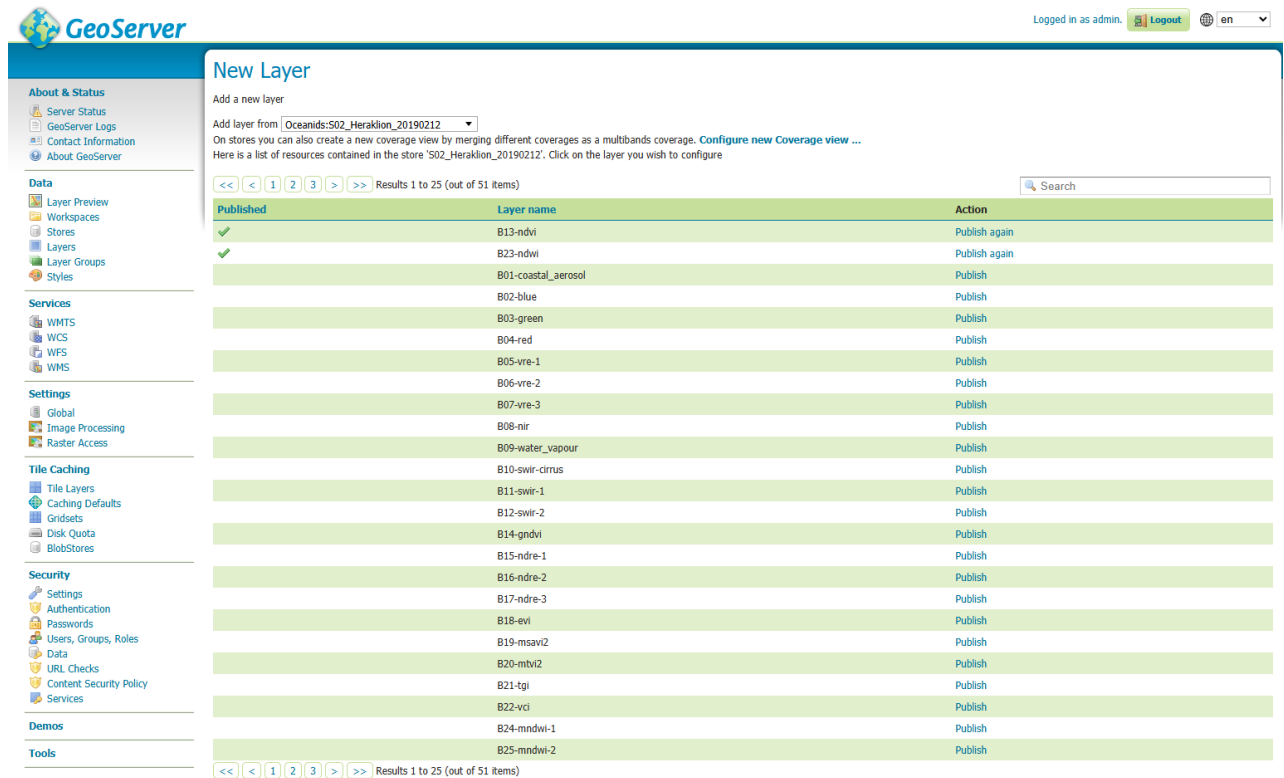 GeoServer
Logged in as admin. Logout en
New Layer
Add a new layer
Add layer from Oceanids:S02_Heraklion_20190212
On stores you can also create a new coverage view by merging different coverages as a multibands coverage. Configure new Coverage view ...
Here is a list of resources contained in the store 'S02_Heraklion_20190212'. Click on the layer you wish to configure
<< < 1 2 3 > >> Results 1 to 25 (out of 51 items) Search
Published Layer name Action
B13-ndvi Publish again
B23-ndwi Publish again
B01-coastal_aerosol Publish
B02-blue Publish
B03-green Publish
B04-red Publish
B05-vre-1 Publish
B06-vre-2 Publish
B07-vre-3 Publish
B08-nir Publish
B09-water_vapour Publish
B10-swir-cirrus Publish
B11-swir-1 Publish
B12-swir-2 Publish
B14-gndvi Publish
B15-ndre-1 Publish
B16-ndre-2 Publish
B17-ndre-3 Publish
B18-evi Publish
B19-msavi2 Publish
B20-mtvi2 Publish
B21-tgi Publish
B22-vci Publish
B24-mndwi-1 Publish
B25-mndwi-2 Publish
<< < 1 2 3 > >> Results 1 to 25 (out of 51 items)
About & Status
Server Status
GeoServer Logs
Contact Information
About GeoServer
Data
Layer Preview
Workspaces
Stores
Layers
Layer Groups
Styles
Services
WMTS
WCS
WFS
WMS
Settings
Global
Image Processing
Raster Access
Tile Caching
Tile Layers
Caching Defaults
Gridsets
Disk Quota
BlobStores
Security
Settings
Authentication
Passwords
Users, Groups, Roles
Data
URL Checks
Content Security Policy
Services
Demos
Tools